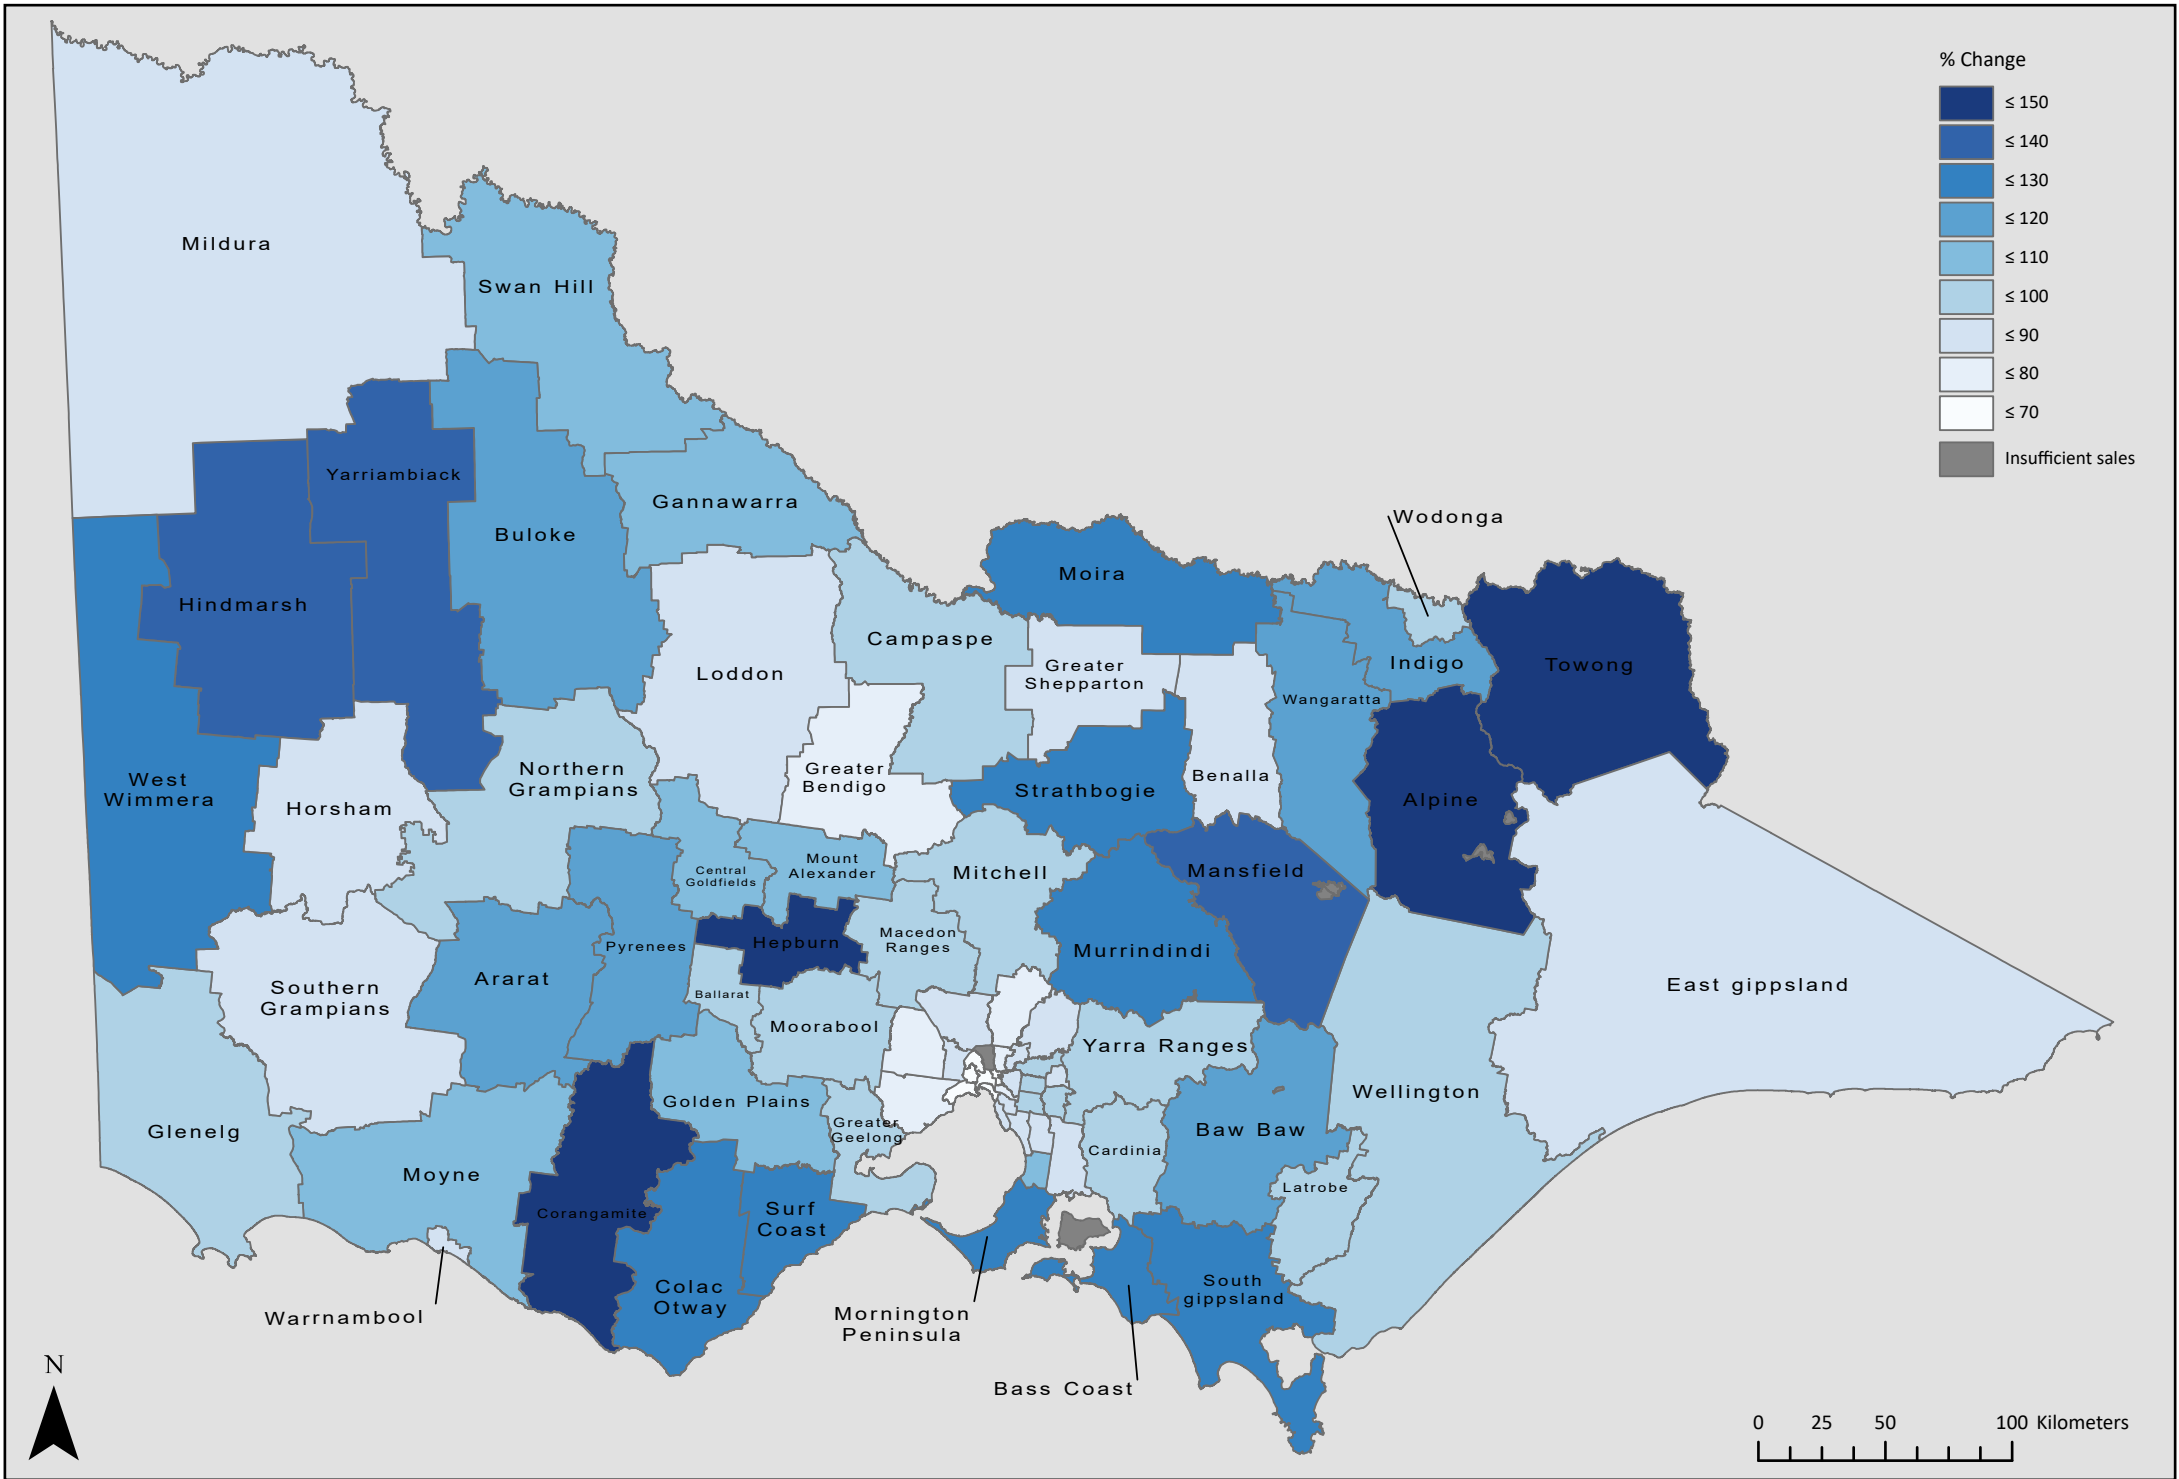 % Change
≤ 150
≤ 140
≤ 130
≤ 120
≤ 110
≤ 100
≤ 90
≤ 80
≤ 70
Insufficient sales
Mildura
Swan Hill
Yarriambiack
Gannawarra
Buluke
Wodonga
Moira
Hindmarsh
Campaspe
Loddon
Greater
Shepparton
Indigo
Towong
Wangaratta
West
Wimmera
Horsham
Northern
Grampians
Greater
Bendigo
Strathbogie
Benalla
Alpine
Central
Goldfields
Mount
Alexander
Mitchell
Mansfield
Hepburn
Macedon
Ranges
Pyrenees
Murrindindi
Ararat
Southern
Grampians
Ballarat
East gippsland
Moorabool
Yarra Ranges
Wellington
Golden Plains
Glenelg
Greater
Geelong
Baw Baw
Cardinia
Moyne
Latrobe
Corangamite
Surf
Coast
Colac
Otway
South
gippsland
Warrnambool
Mornington
Peninsula
Bass Coast
N
0 25 50 100 Kilometers